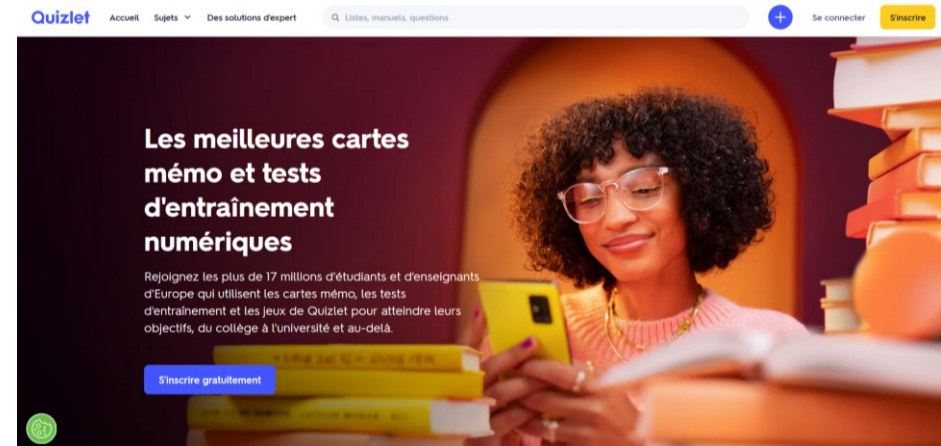 Quizlet
Accueil
Sujets
Des solutions d'expert
Listes, manuels, questions
Se connecter
S'inscrire
Les meilleures cartes
mémo et tests
d'entraînement
numériques
Rejoignez les plus de 17 millions d'étudiants et d'enseignants
d'Europe qui utilisent les cartes mémo, les tests
d'entraînement et les jeux de Quizlet pour atteindre leurs
objectifs, du collège à l'université et au-delà.
S'inscrire gratuitement